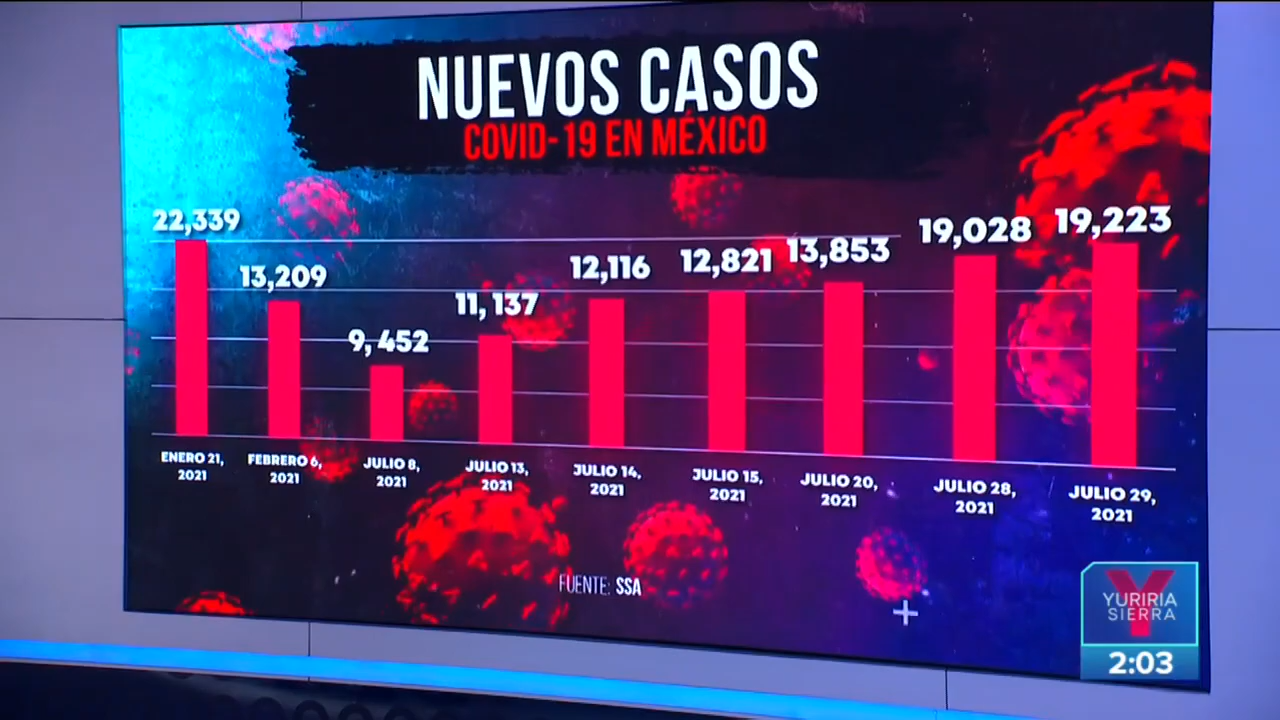 NUEVOS CASOS
COVID-19 EN MÉXICO
22,339
13,209
9, 452
11, 137
12,116
12,821
13,853
19,028
19,223
ENERO 21,
2021
FEBRERO 6,
2021
JULIO 8,
2021
JULIO 13,
2021
JULIO 14,
2021
JULIO 15,
2021
JULIO 20,
2021
JULIO 28,
2021
JULIO 29,
2021
FUENTE: SSA
Y
YURIRIA
SIERRA
2:03